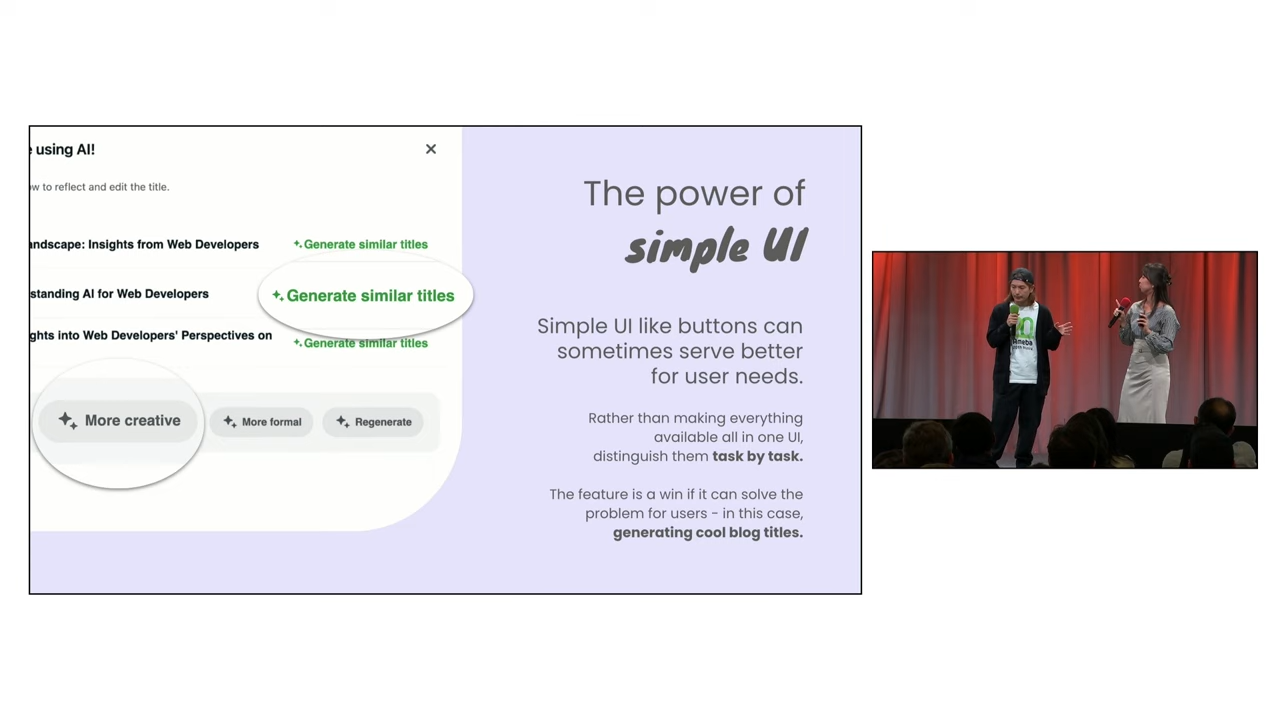 using AI!
ow to reflect and edit the title.
andscape: Insights from Web Developers
Generate similar titles
standing AI for Web Developers
Generate similar titles
ghts into Web Developers' Perspectives on
Generate similar titles
More creative
More formal
Regenerate
The power of
simple UI
Simple UI like buttons can
sometimes serve better
for user needs.
Rather than making everything
available all in one UI,
distinguish them task by task.
The feature is a win if it can solve the
problem for users - in this case,
generating cool blog titles.
Ameba